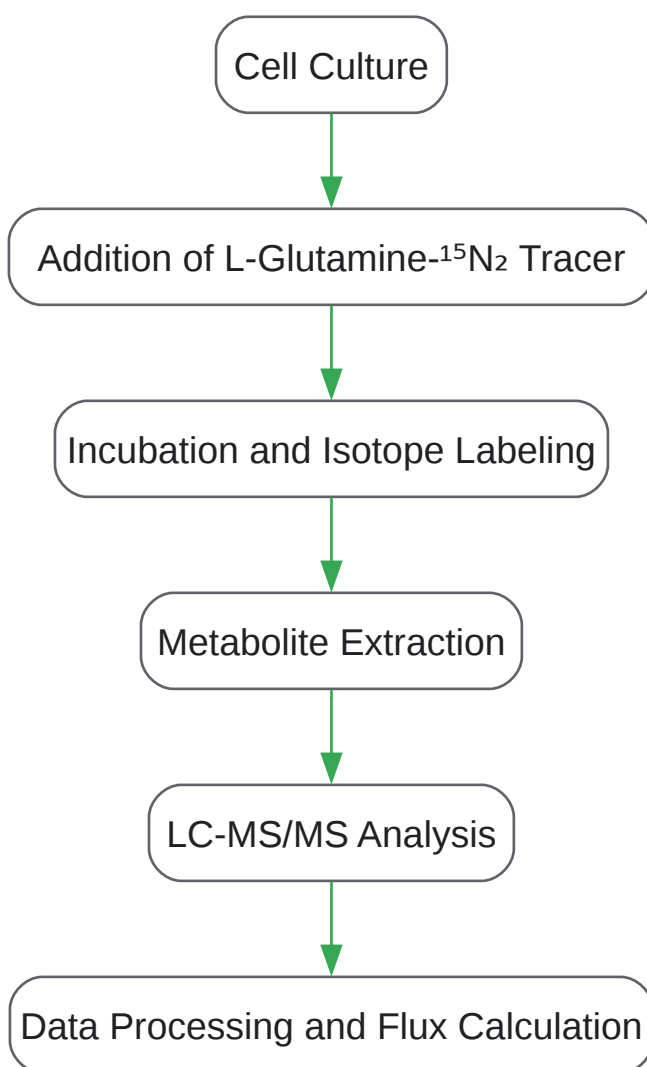 Cell Culture
Addition of L-Glutamine-¹⁵N₂ Tracer
Incubation and Isotope Labeling
Metabolite Extraction
LC-MS/MS Analysis
Data Processing and Flux Calculation